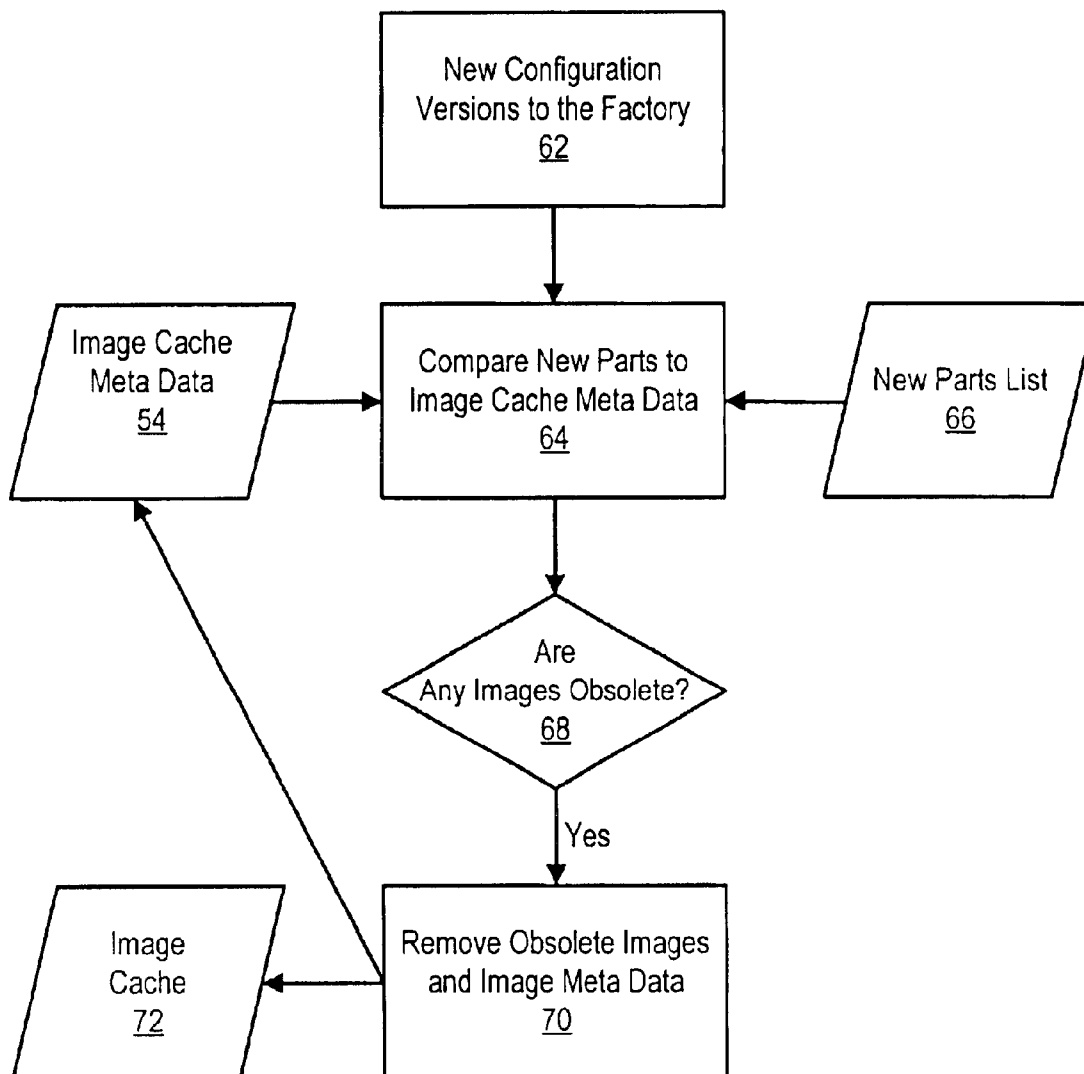 New Configuration
Versions to the Factory
62
Image Cache
Meta Data
54
Compare New Parts to
Image Cache Meta Data
64
New Parts List
66
Are
Any Images Obsolete?
68
Yes
Image
Cache
72
Remove Obsolete Images
and Image Meta Data
70